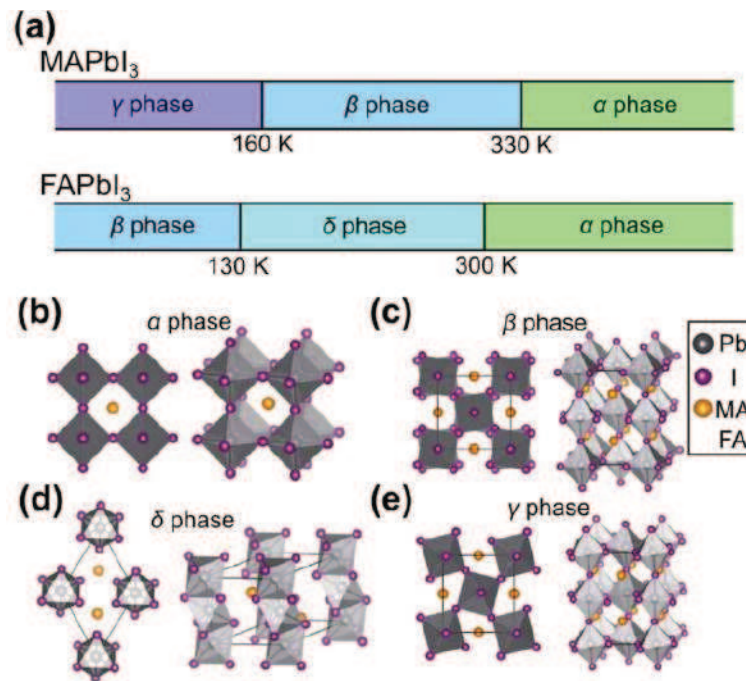 (a)
MAPbI₃
γ phase β phase α phase
160 K 330 K
FAPbI₃
β phase δ phase α phase
130 K 300 K
(b) α phase
(c) β phase
Pb
I
MA
FA
(d) δ phase
(e) γ phase